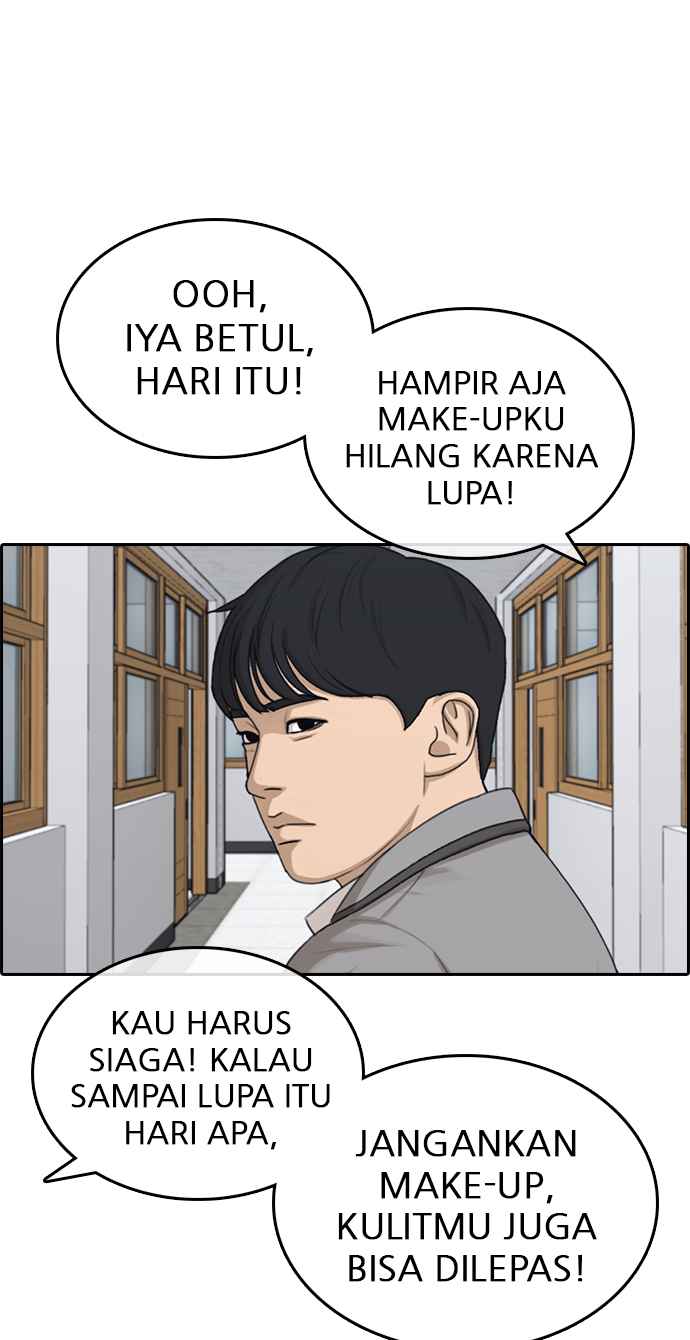 OOH,
IYA BETUL,
HARI ITU!
HAMPIR AJA
MAKE-UPKU
HILANG KARENA
LUPA!
KAU HARUS
SIAGA! KALAU
SAMPAI LUPA ITU
HARI APA,
JANGANKAN
MAKE-UP,
KULITMU JUGA
BISA DILEPAS!